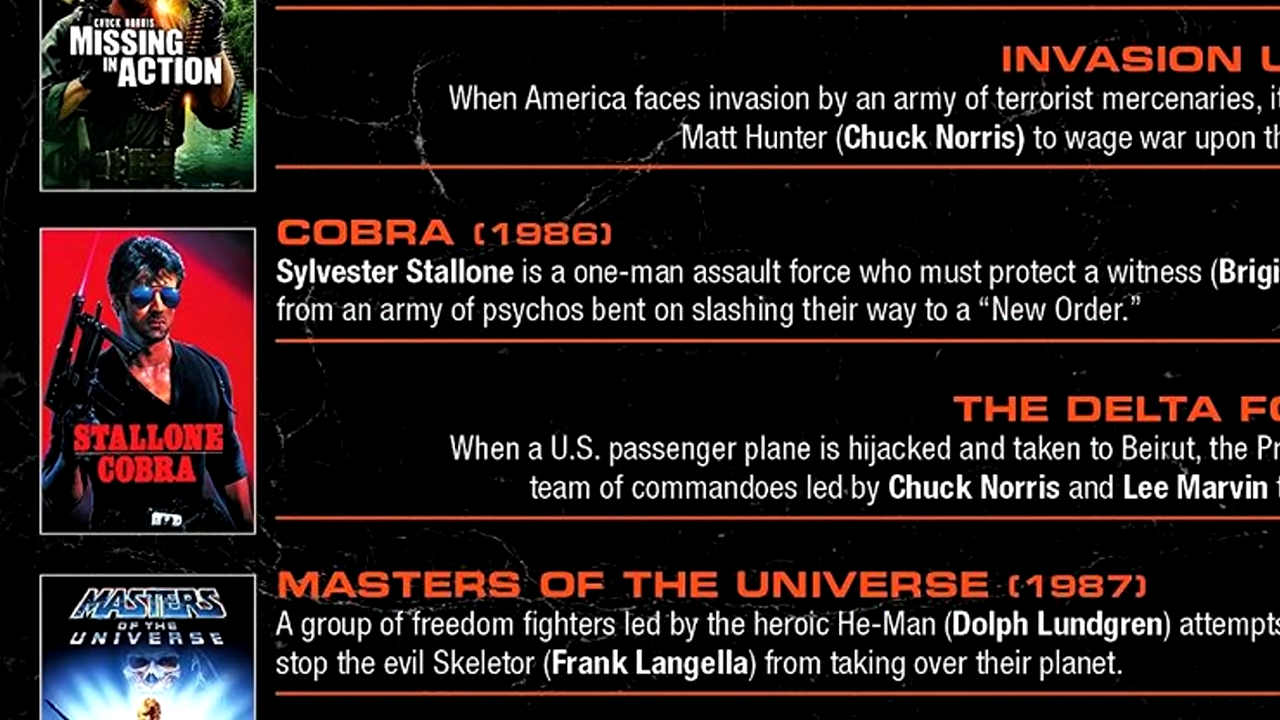 CHUCK NORRIS
MISSING
IN
ACTION
INVASION
When America faces invasion by an army of terrorist mercenaries,
Matt Hunter (Chuck Norris) to wage war upon
COBRA (1986)
Sylvester Stallone is a one-man assault force who must protect a witness (
from an army of psychos bent on slashing their way to a “New Order.”
STALLONE
COBRA
THE DELTA
When a U.S. passenger plane is hijacked and taken to Beirut, the
team of commandoes led by Chuck Norris and Lee Marvin
MASTERS OF THE UNIVERSE (1987)
A group of freedom fighters led by the heroic He-Man (Dolph Lundgren) attempts
stop the evil Skeletor (Frank Langella) from taking over their planet.
MASTERS
OF THE
UNIVERSE